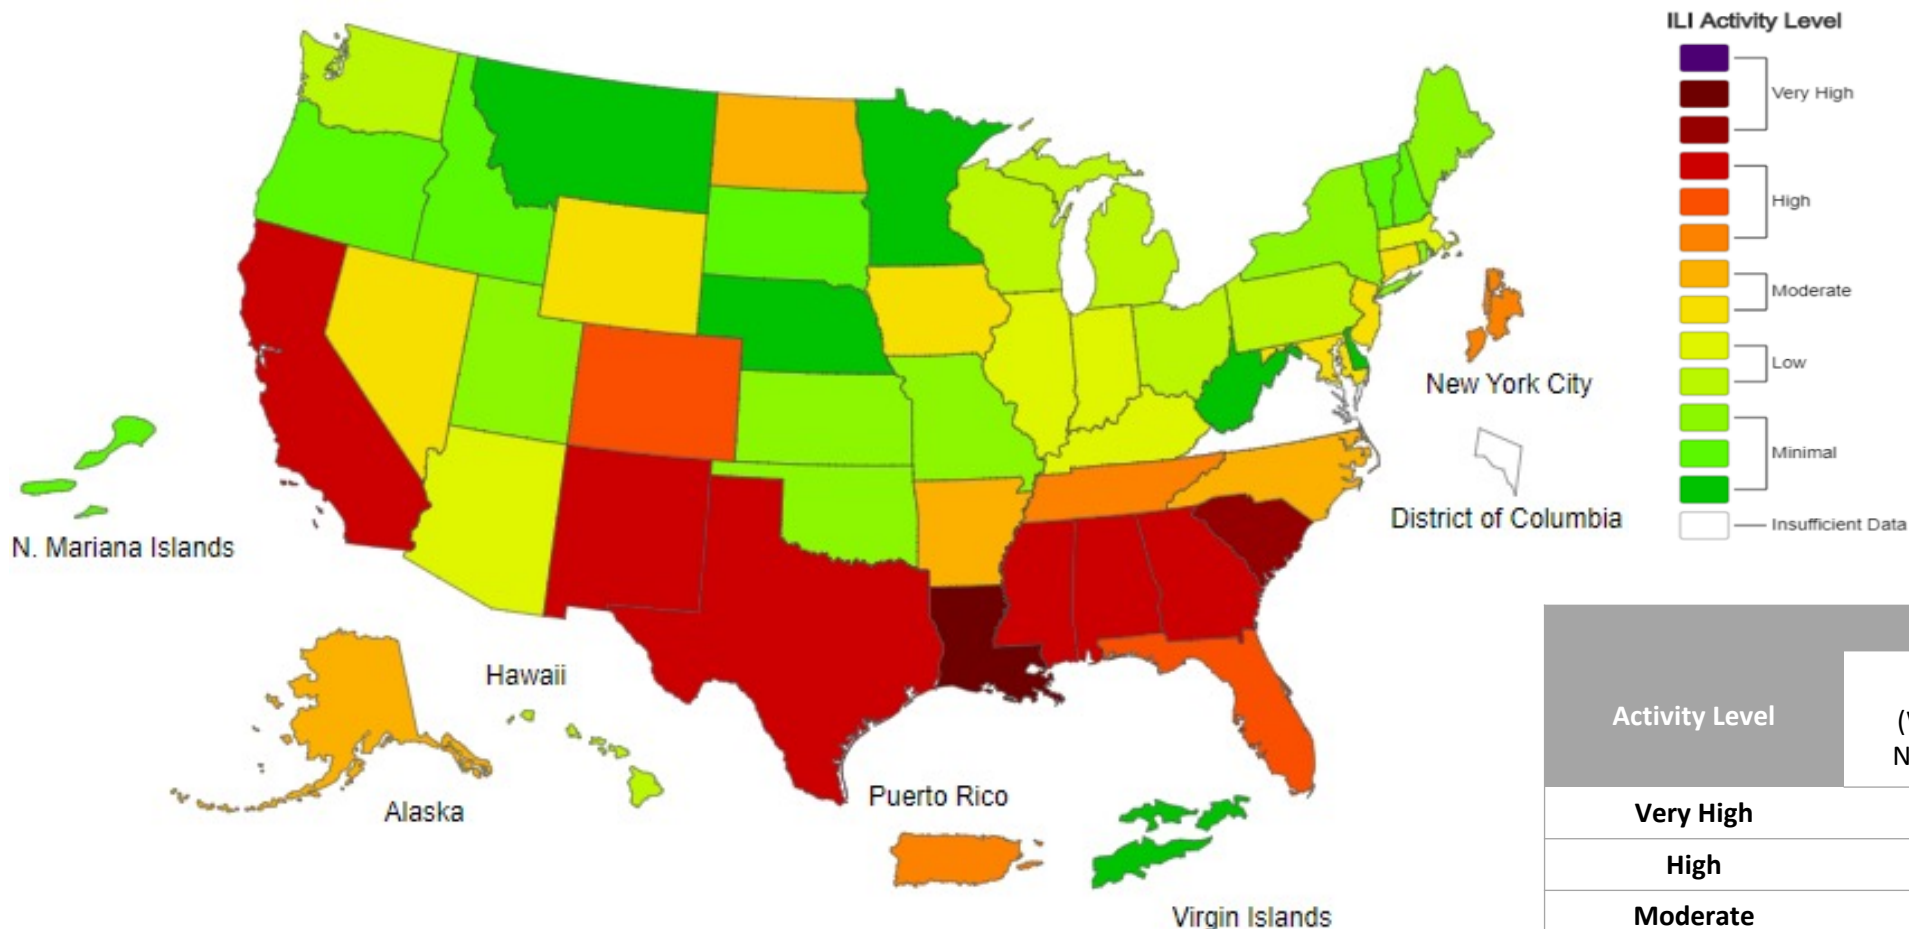 ILI Activity Level
Very High
High
Moderate
Low
Minimal
Insufficient Data
New York City
District of Columbia
N. Mariana Islands
Hawaii
Alaska
Puerto Rico
Virgin Islands
Activity Level
Very High
High
Moderate